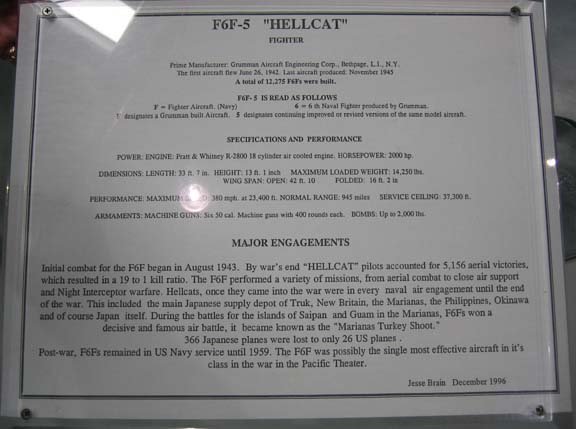 F6F-5 "HELLCAT"
FIGHTER
Prime Manufacturer: Grumman Aircraft Engineering Corp., Bethpage, L.I., N.Y.
The first aircraft flew June 26, 1942. Last aircraft produced: November 1945
A total of 12,275 F6Fs were built.
F6F- 5 IS READ AS FOLLOWS
F = Fighter Aircraft. (Navy) 6 = 6 th Naval Fighter produced by Grumman.
designates a Grumman built Aircraft. 5 designates continuing improved or revised versions of the same model aircraft.
SPECIFICATIONS AND PERFORMANCE
POWER: ENGINE: Pratt & Whitney R-2800 18 cylinder air cooled engine. HORSEPOWER: 2000 hp.
DIMENSIONS: LENGTH: 33 ft. 7 in. HEIGHT: 13 ft. 1 inch MAXIMUM LOADED WEIGHT: 14,250 lbs.
WING SPAN: OPEN: 42 ft. 10 FOLDED: 16 ft. 2 in
PERFORMANCE: MAXIMUM 380 mph. at 23,400 ft. NORMAL RANGE: 945 miles SERVICE CEILING: 37,300 ft.
ARMAMENTS: MACHINE GUNS: Six 50 cal. Machine guns with 400 rounds each. BOMBS: Up to 2,000 lbs.
MAJOR ENGAGEMENTS
Initial combat for the F6F began in August 1943. By war's end "HELLCAT" pilots accounted for 5,156 aerial victories,
which resulted in a 19 to 1 kill ratio. The F6F performed a variety of missions, from aerial combat to close air support
and Night Interceptor warfare. Hellcats, once they came into the war were in every naval air engagement until the end
of the war. This included the main Japanese supply depot of Truk, New Britain, the Marianas, the Philippines, Okinawa
and of course Japan itself. During the battles for the islands of Saipan and Guam in the Marianas, F6Fs won a
decisive and famous air battle, it became known as the "Marianas Turkey Shoot."
366 Japanese planes were lost to only 26 US planes .
Post-war, F6Fs remained in US Navy service until 1959. The F6F was possibly the single most effective aircraft in it's
class in the war in the Pacific Theater.
Jesse Brain December 1996